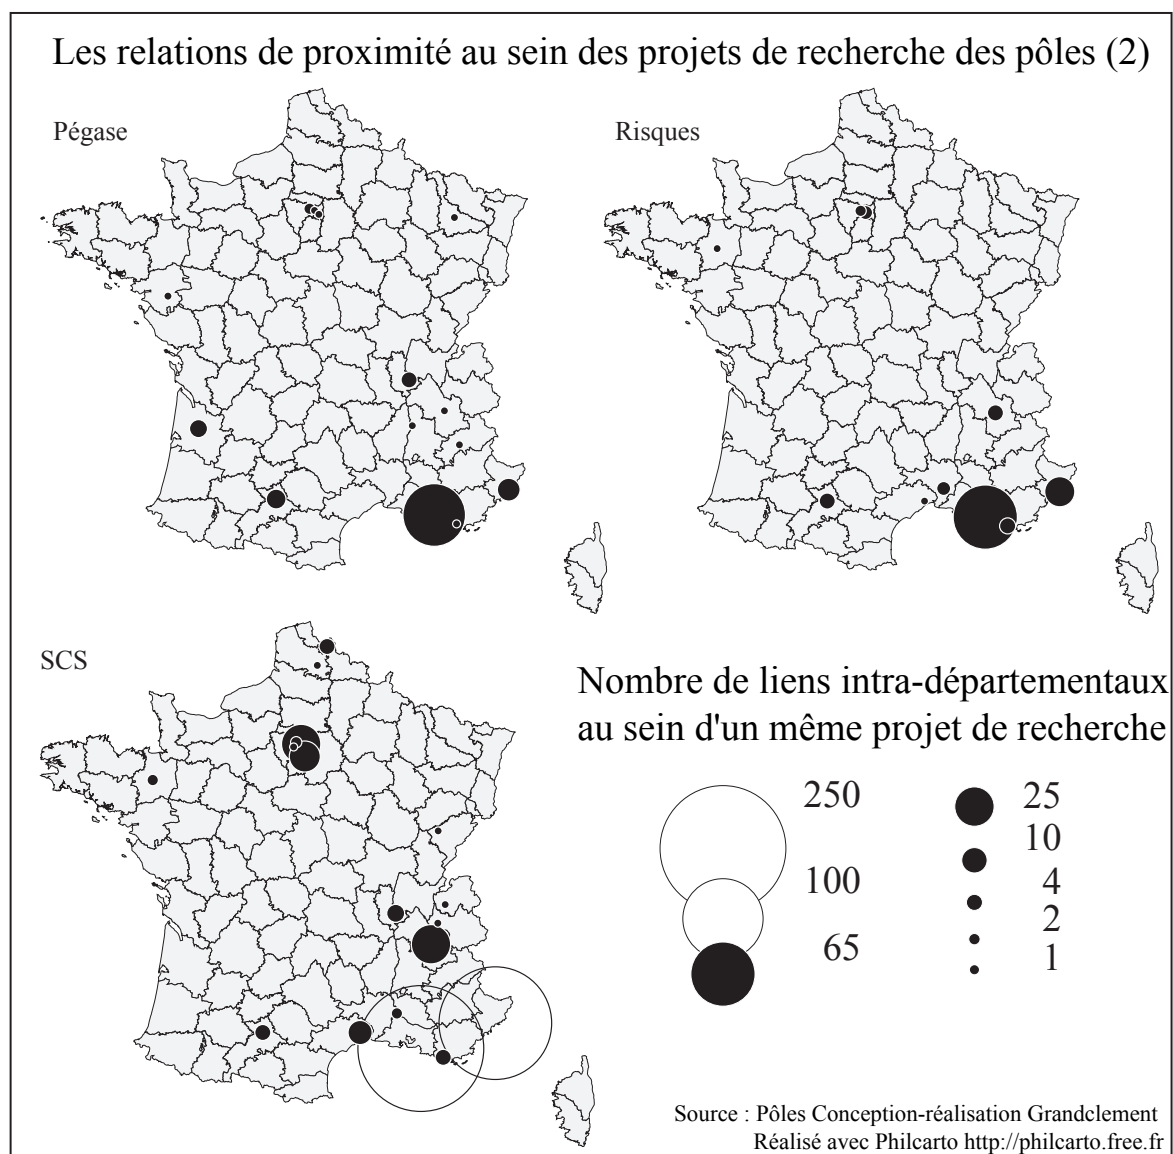 Les relations de proximité au sein des projets de recherche des pôles (2)
Pégase
Risques
SCS
Nombre de liens intra-départementaux
au sein d'un même projet de recherche
250
100
65
25
10
4
2
1
Source : Pôles Conception-réalisation Grandclement
Réalisé avec Philcarto http://philcarto.free.fr